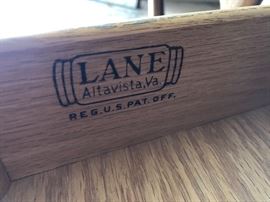 LANE
Altavista, Va.
REG. U.S. PAT. OFF.